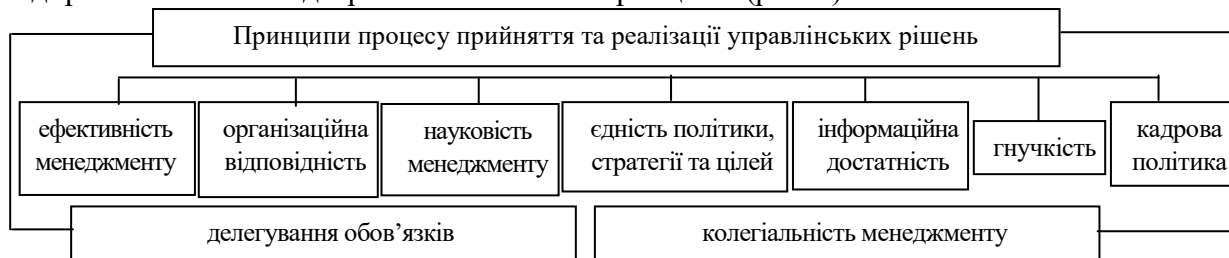 Принципи процесу прийняття та реалізації управлінських рішень
ефективність
менеджменту
організаційна
відповідність
науковість
менеджменту
єдність політики,
стратегії та цілей
інформаційна
достатність
гнучкість
кадрова
політика
делегування обов’язків
колегіальність менеджменту